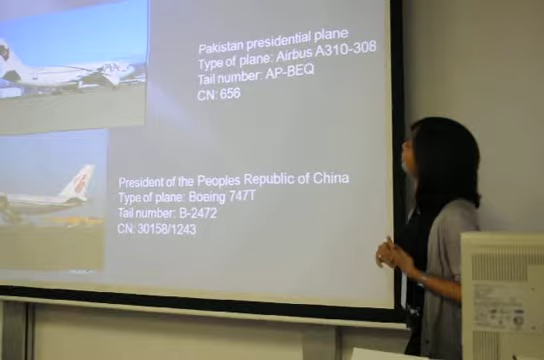 Pakistan presidential plane
Type of plane: Airbus A310-308
Tail number: AP-BEQ
CN: 656
President of the Peoples Republic of China
Type of plane: Boeing 747T
Tail number: B-2472
CN: 30158/1243